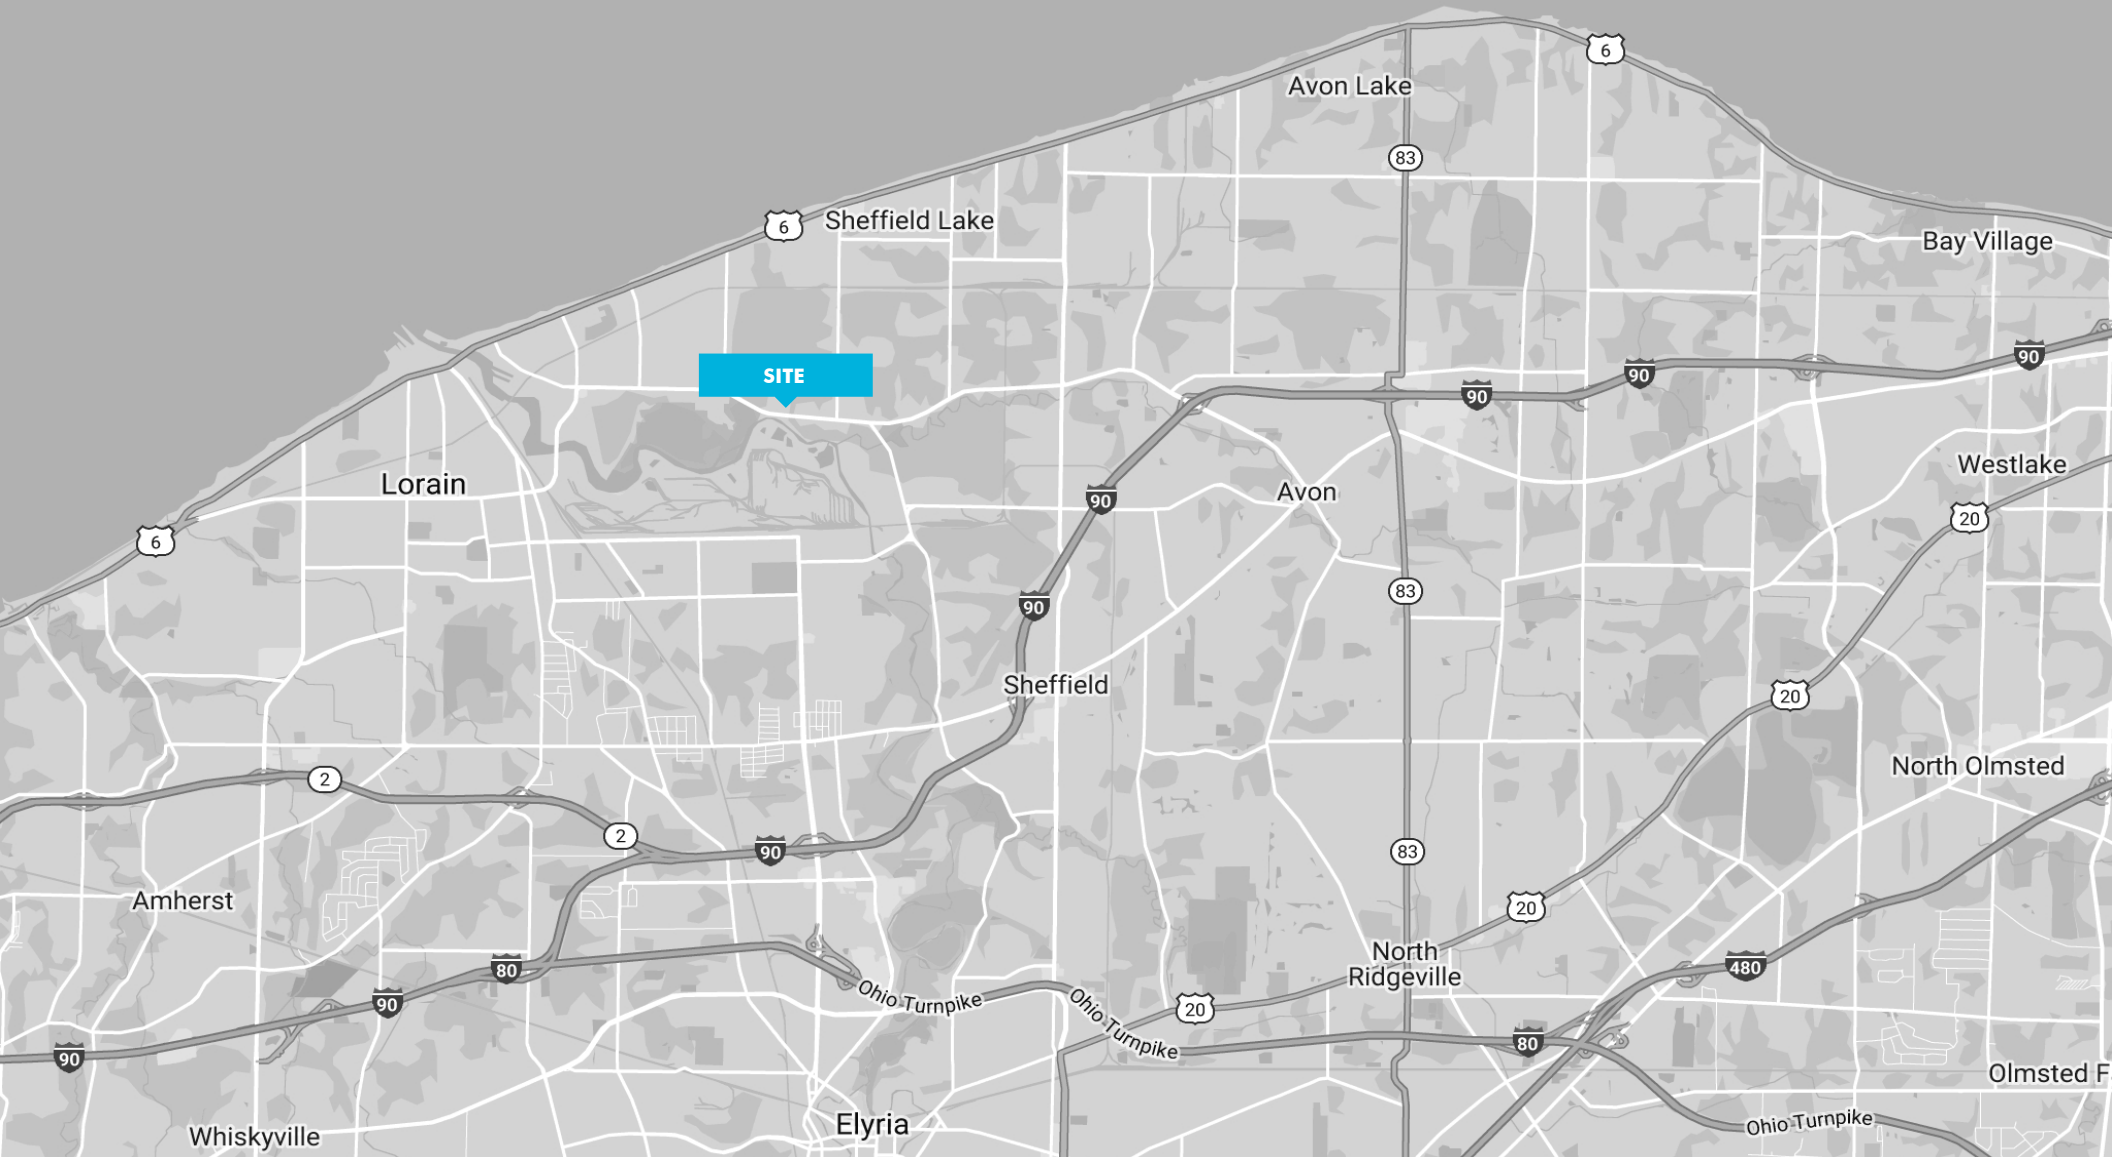 6
Avon Lake
83
6
Sheffield Lake
Bay Village
90
SITE
90
90
Lorain
90
Avon
Westlake
20
6
83
90
Sheffield
20
North Olmsted
2
2
90
83
Amherst
20
North
Ridgeville
80
480
90
Ohio Turnpike
Ohio Turnpike
20
80
90
Olmsted F
Elyria
Ohio Turnpike
Whiskyville